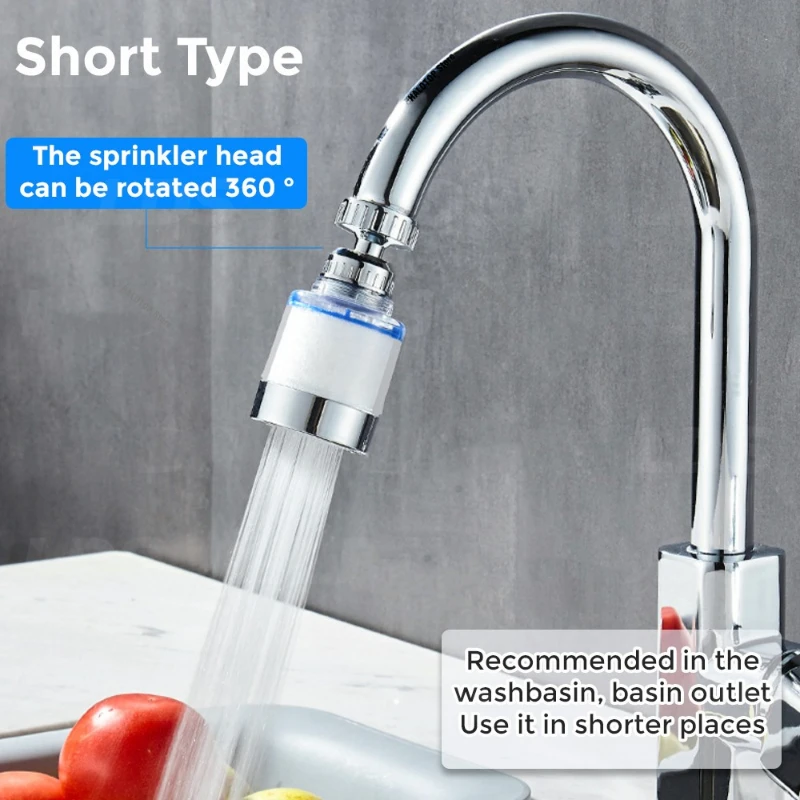 Short Type
The sprinkler head
can be rotated 360 °
Recommended in the
washbasin, basin outlet
Use it in shorter places